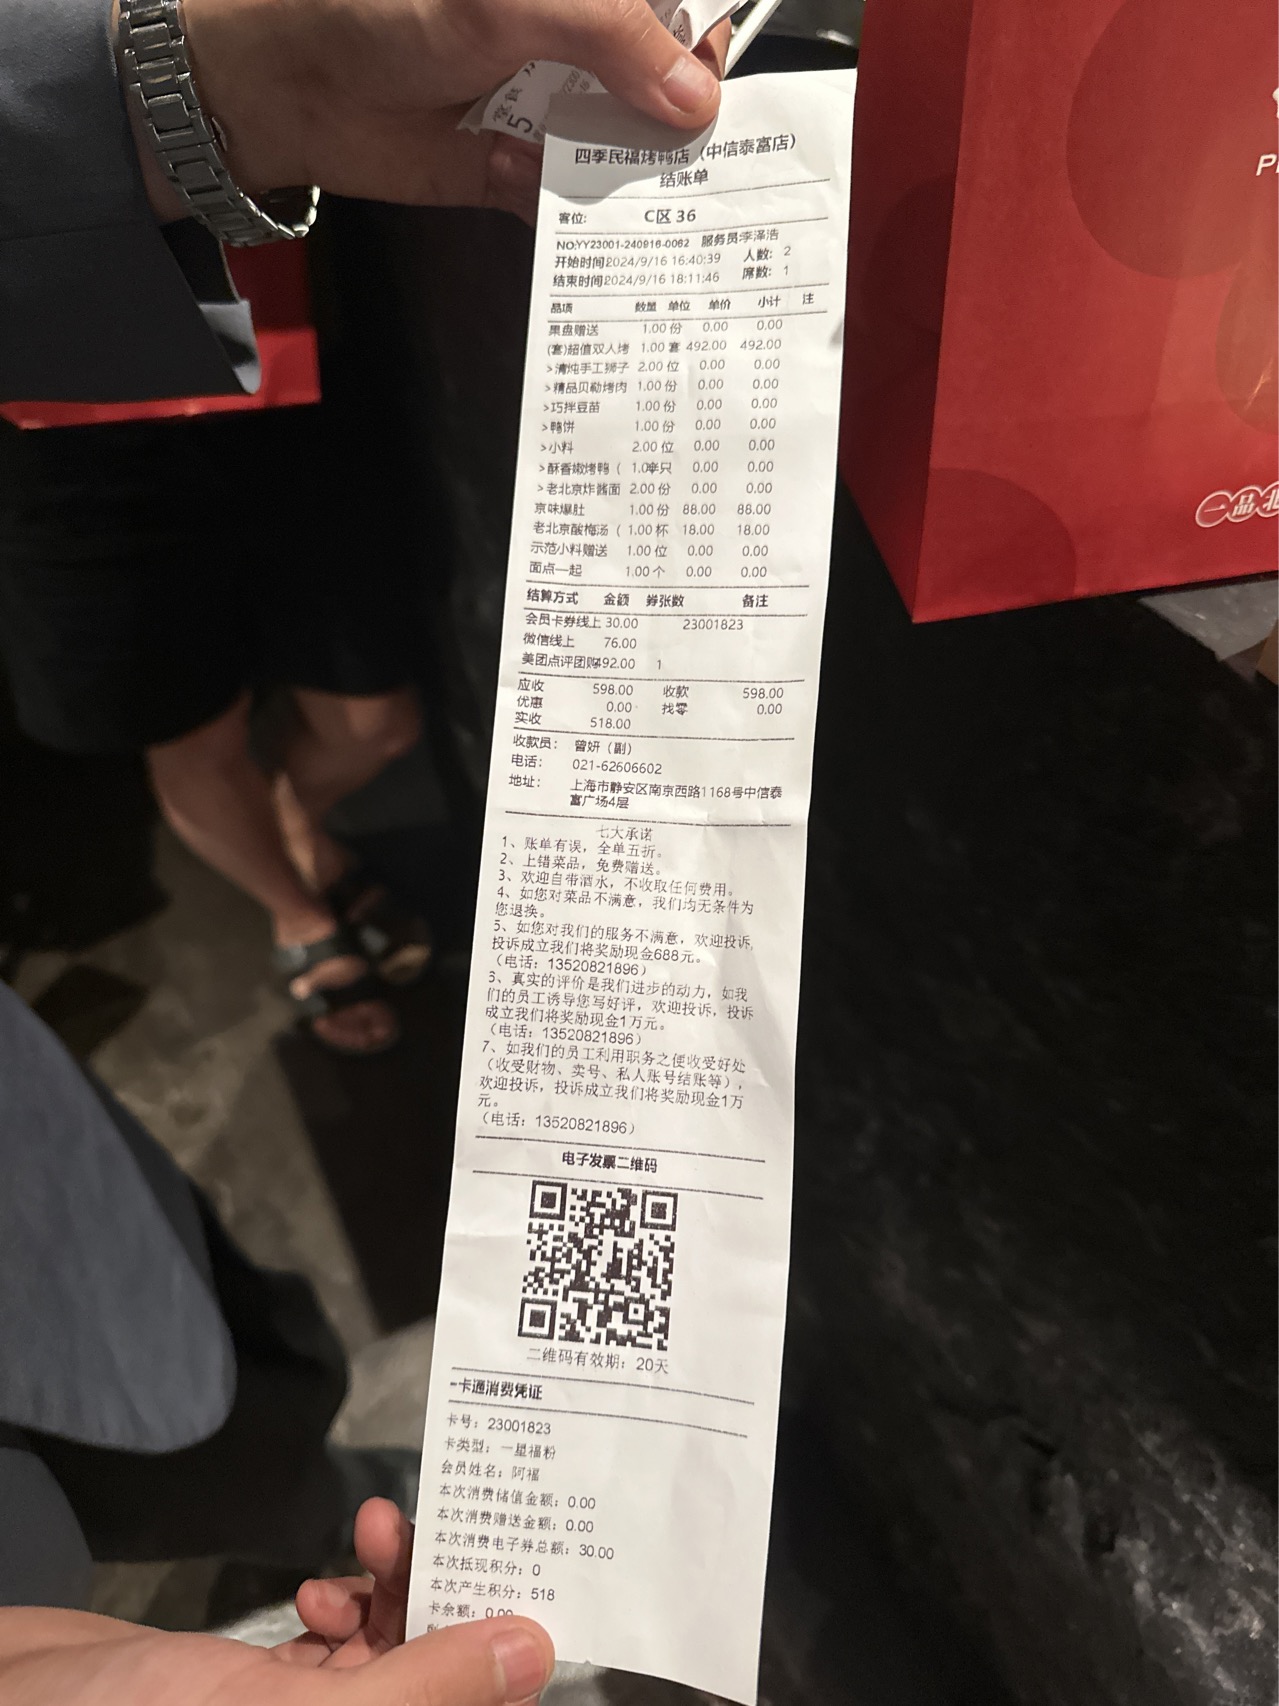 堂食
5
四季民福烤鸭店（中信泰富店）
结账单
客位： C区 36
NO:YY23001-240916-0062 服务员:李泽浩
开始时间2024/9/16 16:40:39 人数： 2
结束时间2024/9/16 18:11:46 席数： 1
品项 数量 单位 单价 小计 注
果盘赠送 1.00 份 0.00 0.00
(套)超值双人烤 1.00 套 492.00 492.00
>清炖手工狮子 2.00 位 0.00 0.00
>精品贝勒烤肉 1.00 份 0.00 0.00
>巧拌豆苗 1.00 份 0.00 0.00
>鸭饼 1.00 份 0.00 0.00
>小料 2.00 位 0.00 0.00
>酥香嫩烤鸭（ 1.00半只 0.00 0.00
>老北京炸酱面 2.00 份 0.00 0.00
京味爆肚 1.00 份 88.00 88.00
老北京酸梅汤（ 1.00 杯 18.00 18.00
示范小料赠送 1.00 位 0.00 0.00
面点一起 1.00 个 0.00 0.00
结算方式 金额 券张数 备注
会员卡券线上 30.00 23001823
微信线上 76.00
美团点评团购492.00 1
应收 598.00 收款 598.00
优惠 0.00 找零 0.00
实收 518.00
收款员： 曾妍（副）
电话： 021-62606602
地址： 上海市静安区南京西路1168号中信泰
富广场4层
七大承诺
1、账单有误，全单五折。
2、上错菜品，免费赠送。
3、欢迎自带酒水，不收取任何费用。
4、如您对菜品不满意，我们均无条件为
您退换。
5、如您对我们的服务不满意，欢迎投诉,
投诉成立我们将奖励现金688元。
（电话：13520821896）
6、真实的评价是我们进步的动力，如我
们的员工诱导您写好评，欢迎投诉，投诉
成立我们将奖励现金1万元。
（电话：13520821896）
7、如我们的员工利用职务之便收受好处
（收受财物、卖号、私人账号结账等），
欢迎投诉，投诉成立我们将奖励现金1万
元。
（电话：13520821896）
电子发票二维码
二维码有效期：20天
一卡通消费凭证
卡号：23001823
卡类型：一星福粉
会员姓名：阿福
本次消费储值金额：0.00
本次消费赠送金额：0.00
本次消费电子券总额：30.00
本次抵现积分：0
本次产生积分：518
卡余额：0.00
一品北